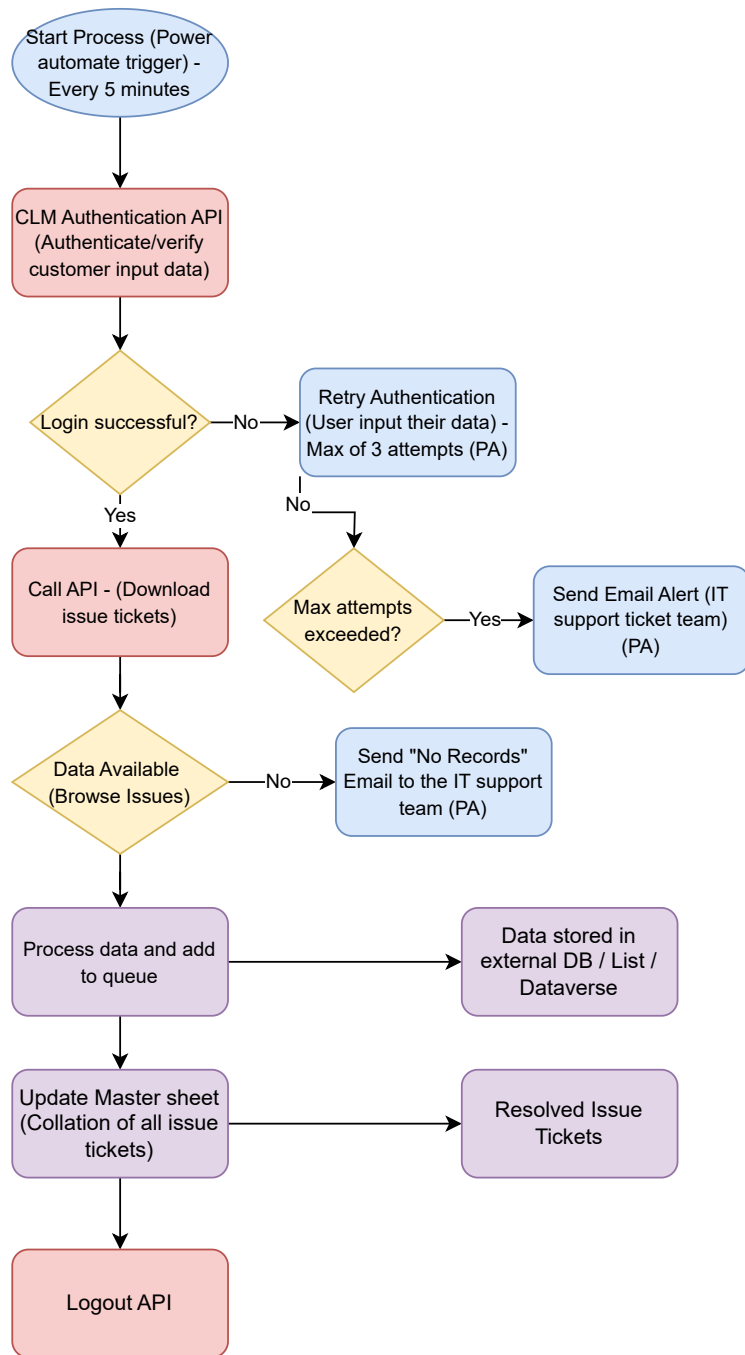 Start Process (Power
automate trigger) -
Every 5 minutes
CLM Authentication API
(Authenticate/verify
customer input data)
Login successful?
No
Retry Authentication
(User input their data) -
Max of 3 attempts (PA)
Yes
No
Call API - (Download
issue tickets)
Max attempts
exceeded?
Yes
Send Email Alert (IT
support ticket team)
(PA)
Data Available
(Browse Issues)
No
Send "No Records"
Email to the IT support
team (PA)
Process data and add
to queue
Data stored in
external DB / List /
Dataverse
Update Master sheet
(Collation of all issue
tickets)
Resolved Issue
Tickets
Logout API